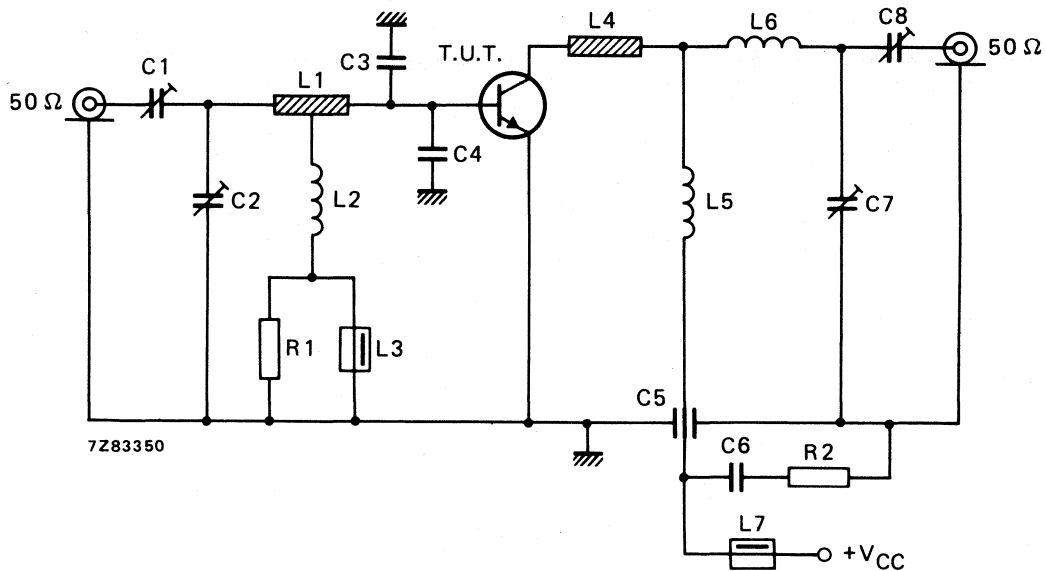 C8
L6
L4
50 Ω
T.U.T.
C3
C1
L1
50 Ω
C4
C2
L2
L5
C7
R1
L3
C5
7Z83350
C6
R2
L7
+VCC